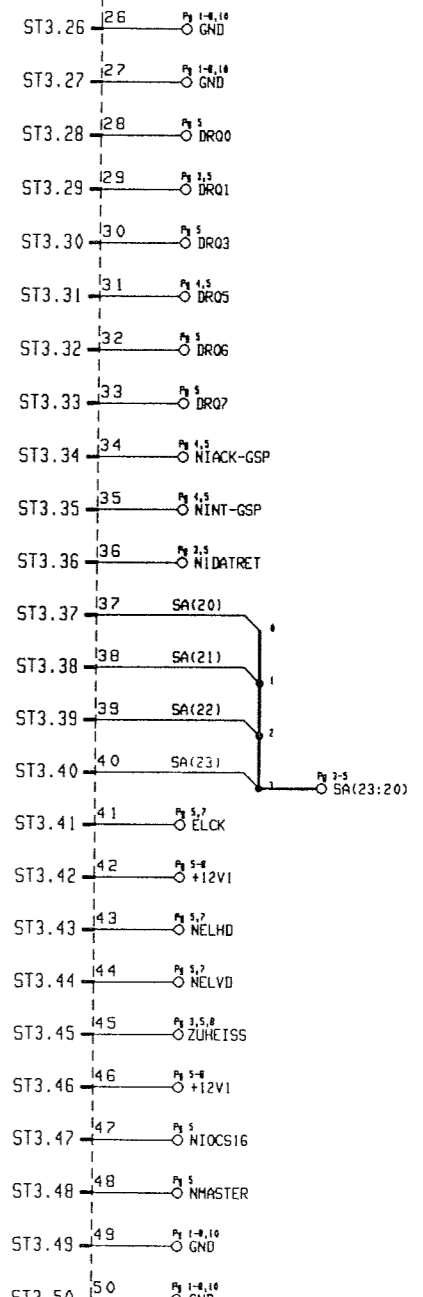 Pg 1-8,10
ST3.26 26 GND
Pg 1-8,10
ST3.27 27 GND
Pg 5
ST3.28 28 DRQ0
Pg 3,5
ST3.29 29 DRQ1
Pg 5
ST3.30 30 DRQ3
Pg 4,5
ST3.31 31 DRQ5
Pg 5
ST3.32 32 DRQ6
Pg 5
ST3.33 33 DRQ7
Pg 4,5
ST3.34 34 NIACK-GSP
Pg 4,5
ST3.35 35 NINT-GSP
Pg 3,5
ST3.36 36 NIDATRET
ST3.37 37 SA(20) 0
ST3.38 38 SA(21) 1
ST3.39 39 SA(22) 2
Pg 3-5
ST3.40 40 SA(23) 3 SA(23:20)
Pg 5,7
ST3.41 41 ELCK
Pg 5-8
ST3.42 42 +12V1
Pg 5,7
ST3.43 43 NELHD
Pg 5,7
ST3.44 44 NELVD
Pg 3,5,8
ST3.45 45 ZUHEISS
Pg 5-8
ST3.46 46 +12V1
Pg 5
ST3.47 47 NIOCS16
Pg 5
ST3.48 48 NMASTER
Pg 1-8,10
ST3.49 49 GND
Pg 1-8,10
ST3.50 50 GND